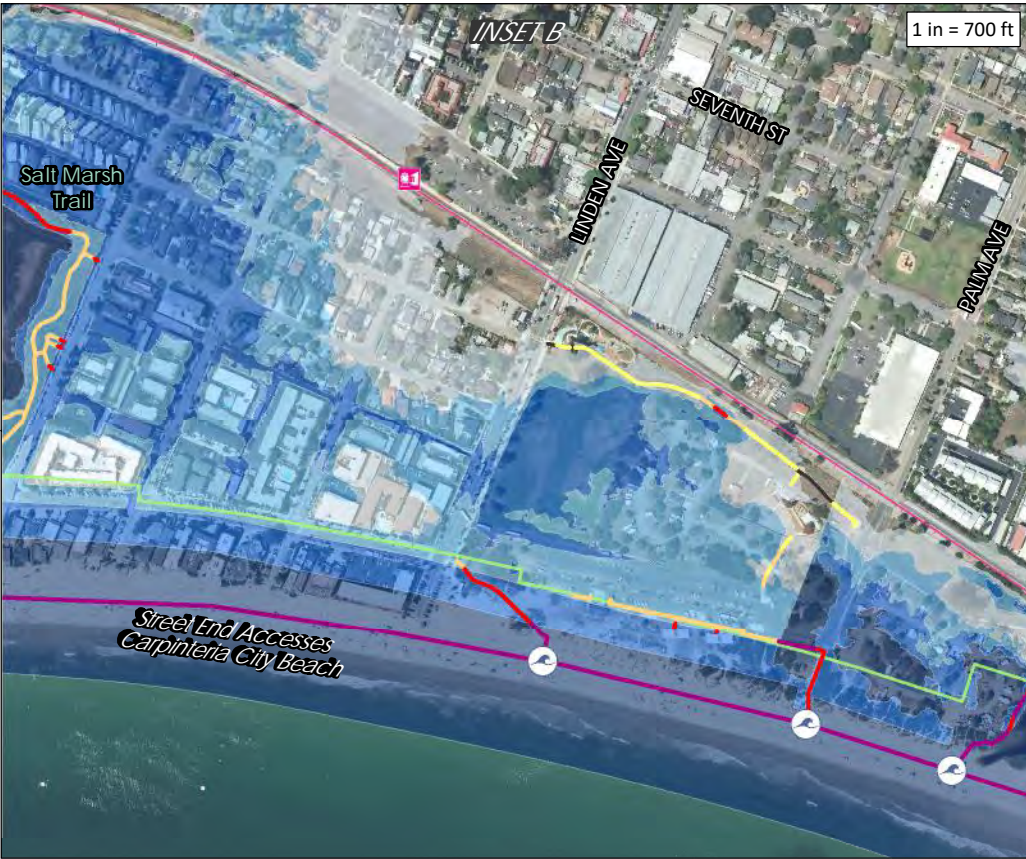 INSET B
1 in = 700 ft
SEVENTH ST
LINDEN AVE
PALM AVE
Salt Marsh
Trail
Street End Accesses
Carpinteria City Beach